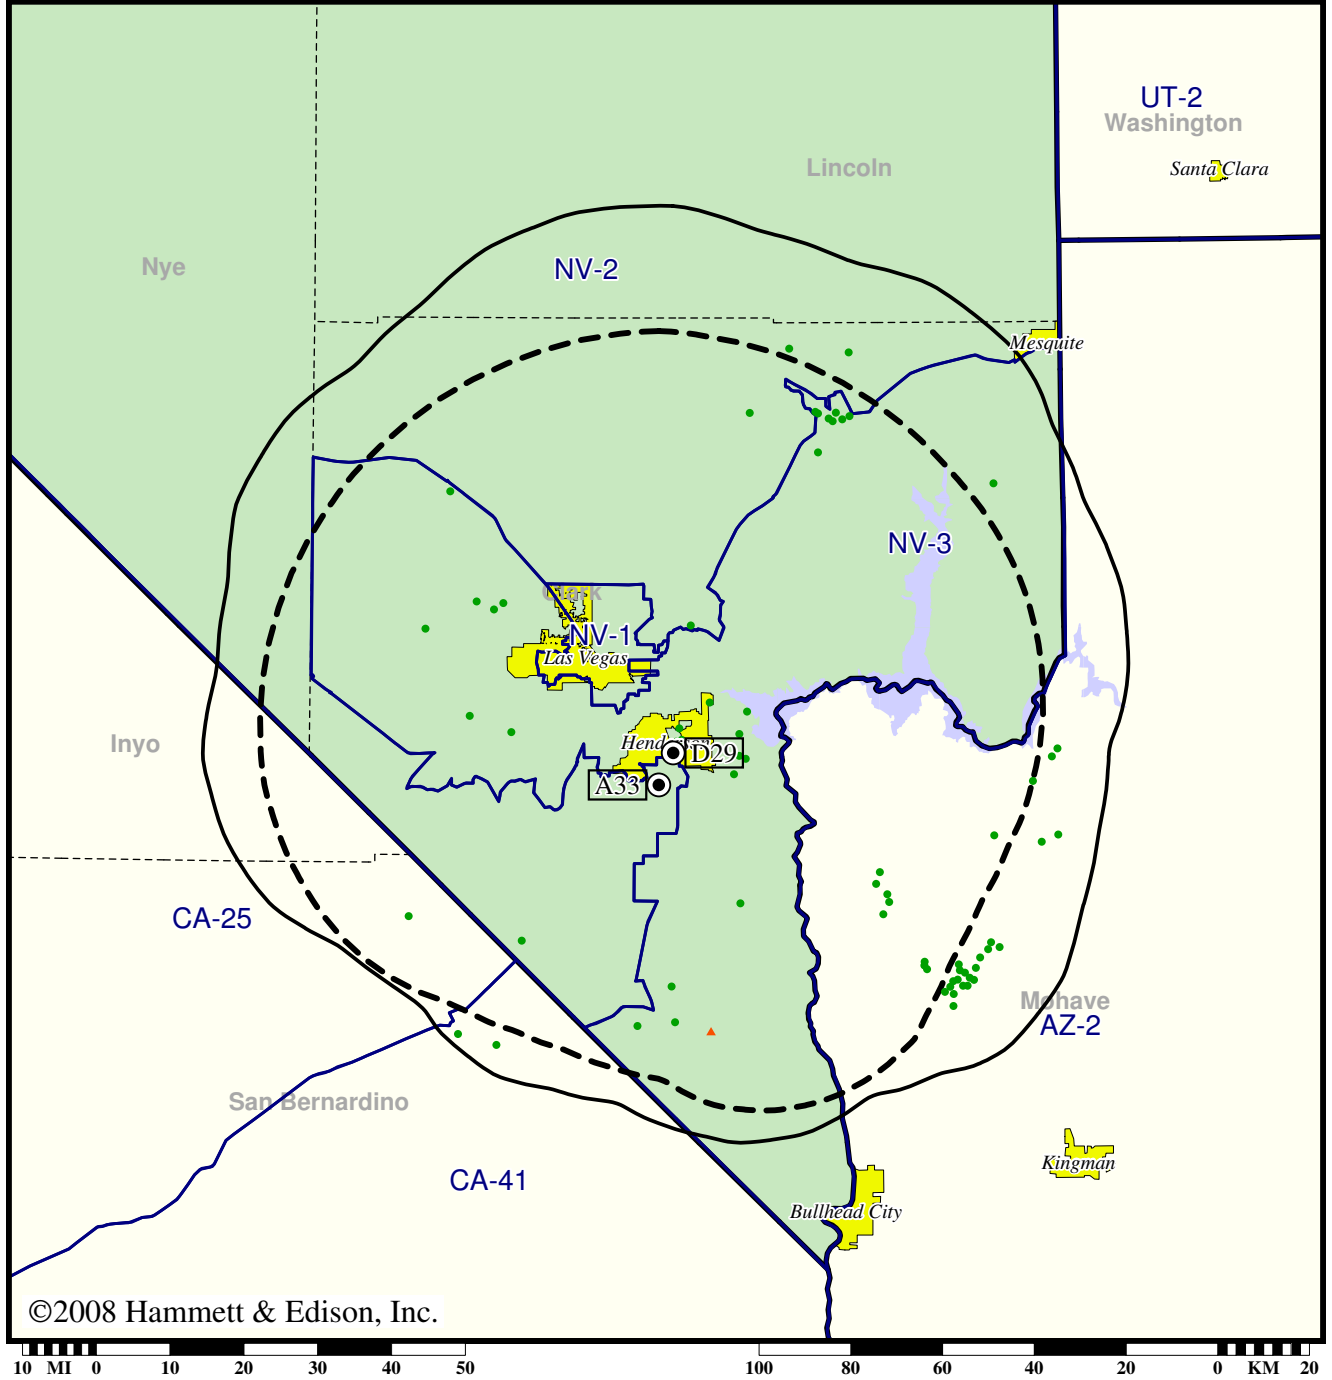 UT-2
Washington
Santa Clara
Lincoln
Nye
NV-2
Mesquite
NV-3
Clark
NV-1
Las Vegas
Henderson
D29
A33
Inyo
CA-25
Mohave
AZ-2
San Bernardino
CA-41
Kingman
Bullhead City
©2008 Hammett & Edison, Inc.
10 MI 0 10 20 30 40 50 100 80 60 40 20 0 KM 20